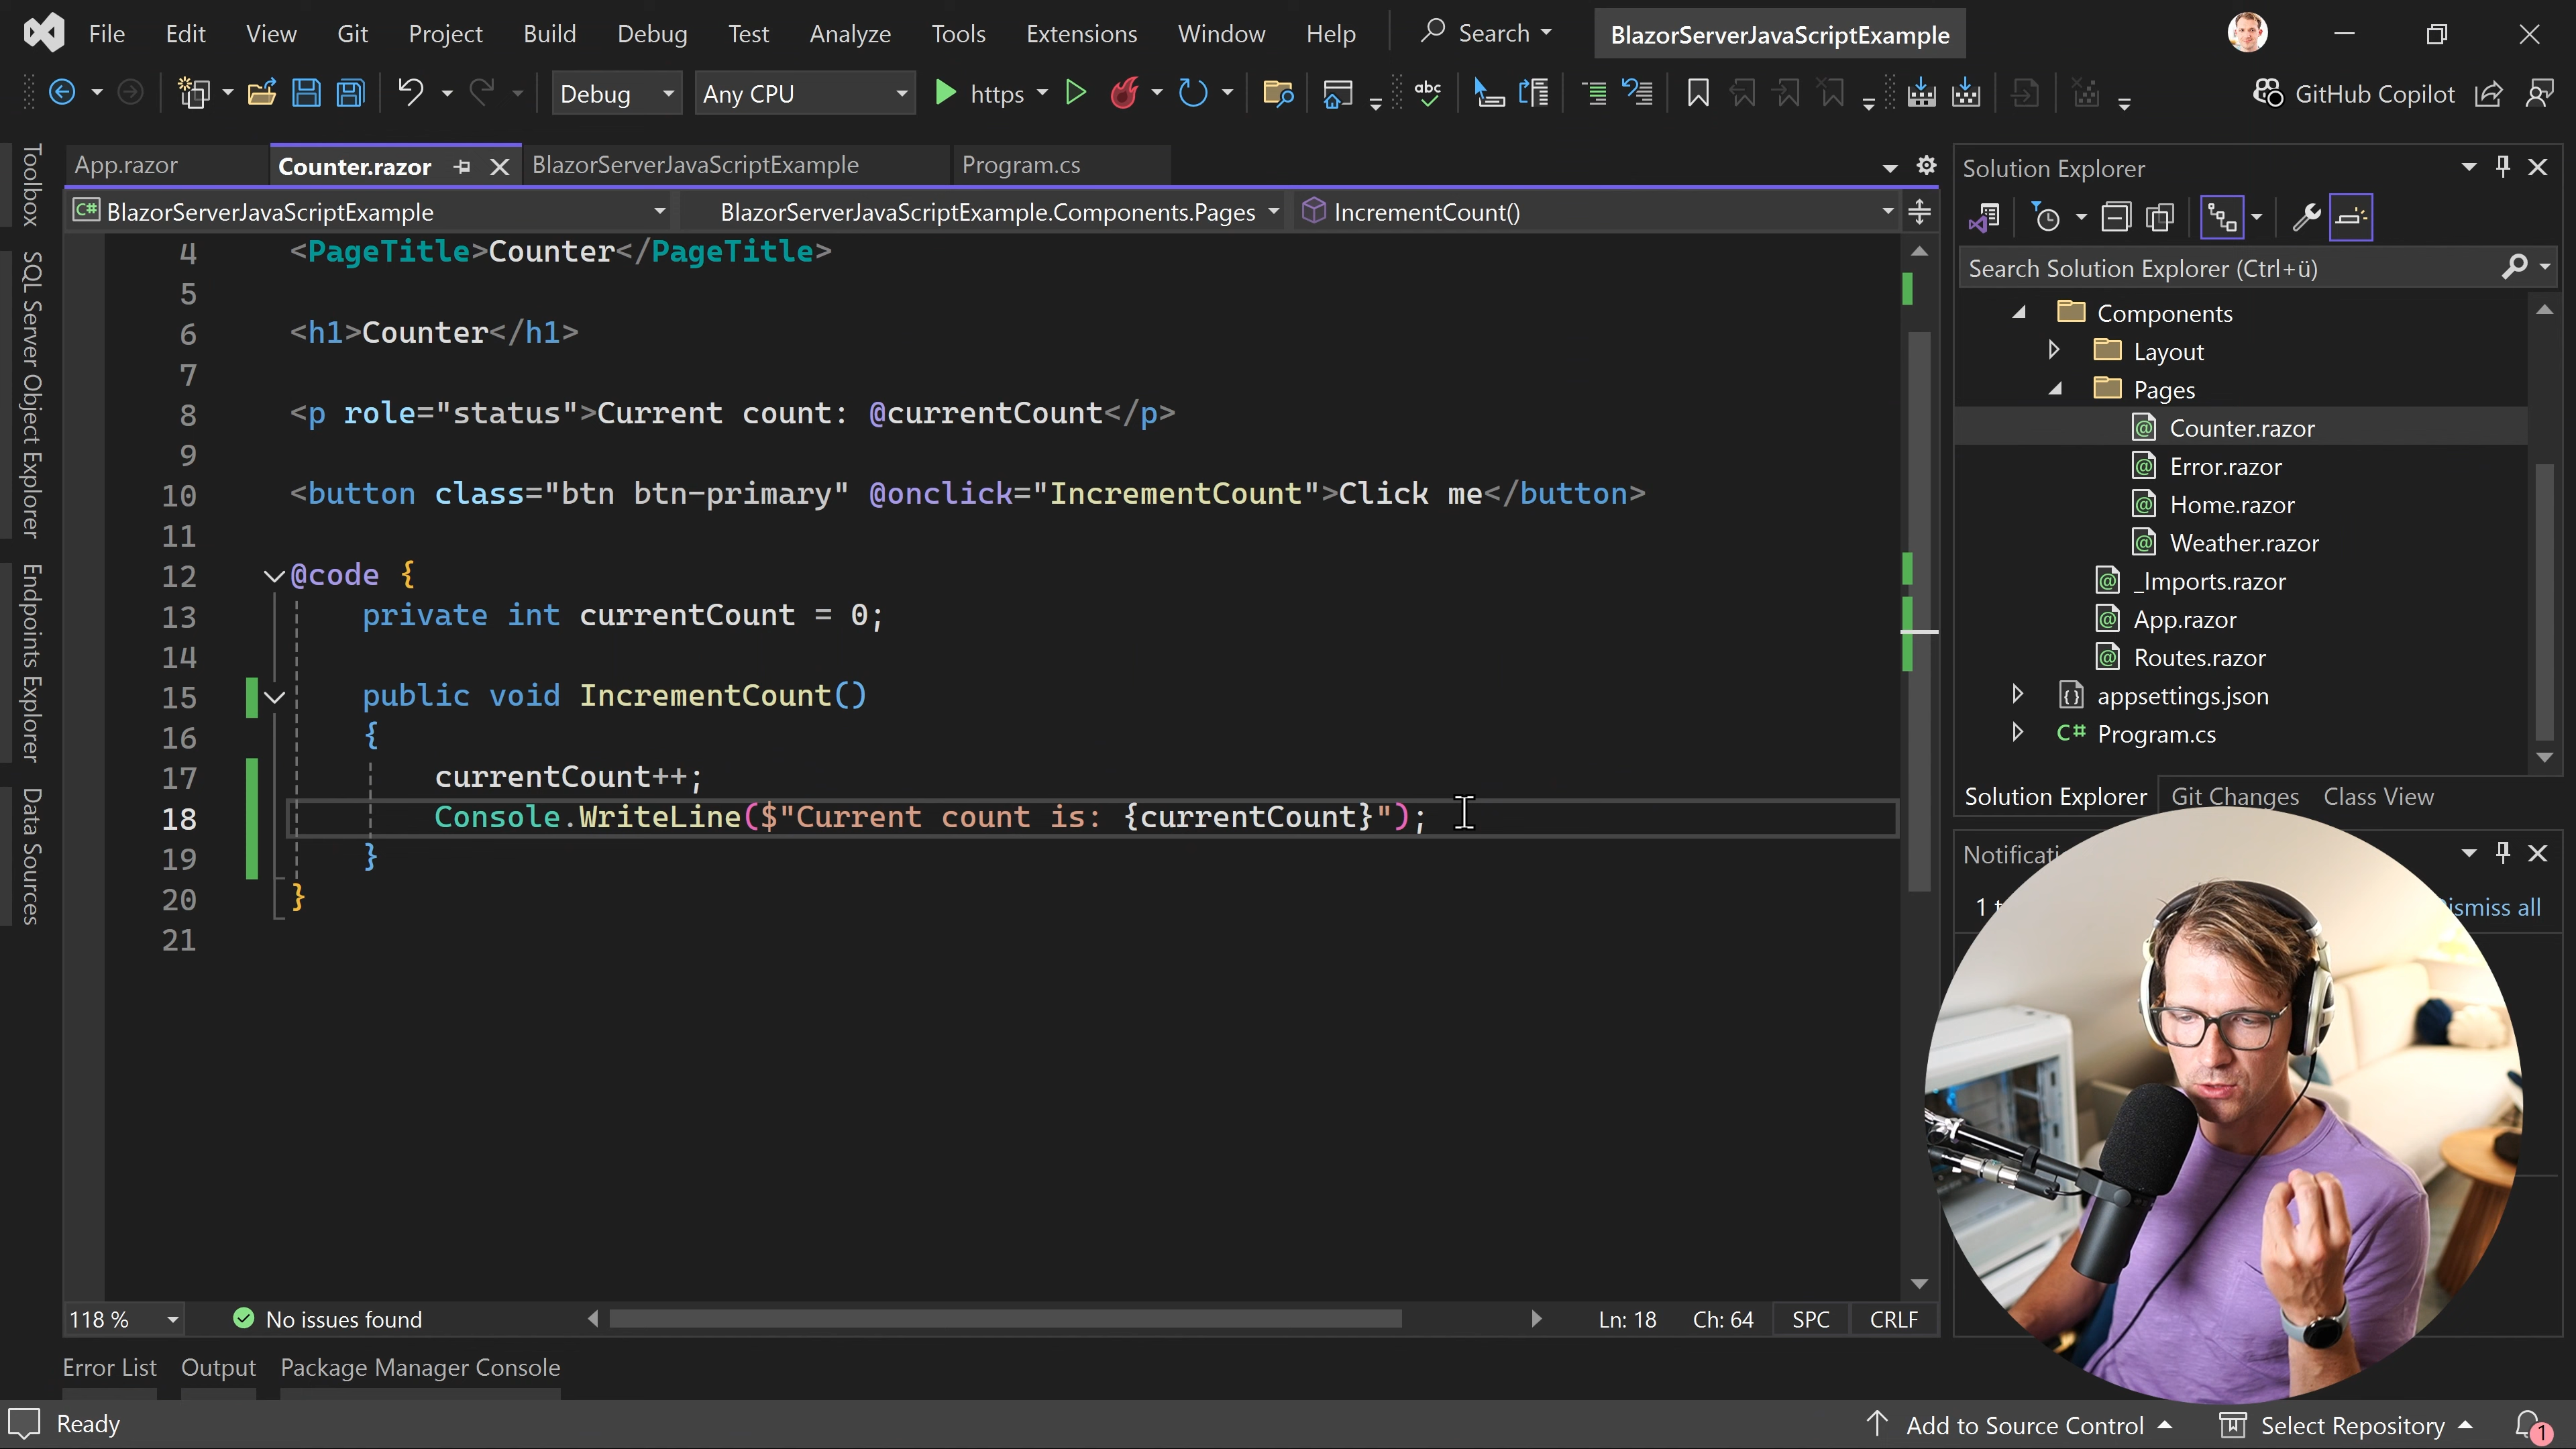 File Edit View Git Project Build Debug Test Analyze Tools Extensions Window Help Search BlazorServerJavaScriptExample
Debug Any CPU https abc GitHub Copilot
Toolbox
SQL Server Object Explorer
Endpoints Explorer
Data Sources
App.razor Counter.razor BlazorServerJavaScriptExample Program.cs
C# BlazorServerJavaScriptExample BlazorServerJavaScriptExample.Components.Pages IncrementCount()
4 <PageTitle>Counter</PageTitle>
5
6 <h1>Counter</h1>
7
8 <p role="status">Current count: @currentCount</p>
9
10 <button class="btn btn-primary" @onclick="IncrementCount">Click me</button>
11
12 @code {
13 private int currentCount = 0;
14
15 public void IncrementCount()
16 {
17 currentCount++;
18 Console.WriteLine($"Current count is: {currentCount}");
19 }
20 }
21
118 % No issues found Ln: 18 Ch: 64 SPC CRLF
Error List Output Package Manager Console
Solution Explorer
Search Solution Explorer (Ctrl+ü)
Components
Layout
Pages
@ Counter.razor
@ Error.razor
@ Home.razor
@ Weather.razor
@ _Imports.razor
@ App.razor
@ Routes.razor
{} appsettings.json
C# Program.cs
Solution Explorer Git Changes Class View
Notificati
1 ismiss all
Ready Add to Source Control Select Repository 1